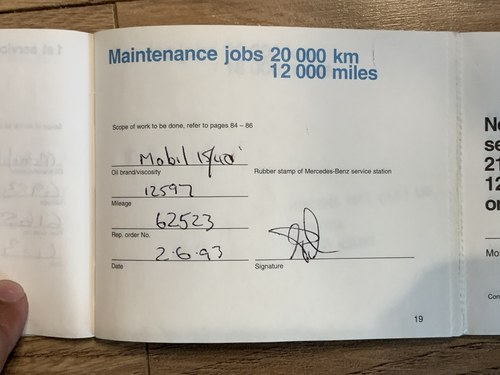 Maintenance jobs 20 000 km
12 000 miles
Scope of work to be done, refer to pages 84 – 86
Mobil 15/40
Oil brand/viscosity
Rubber stamp of Mercedes-Benz service station
12597
Mileage
62523
Rep. order No.
2·6·93
Date
Signature
19